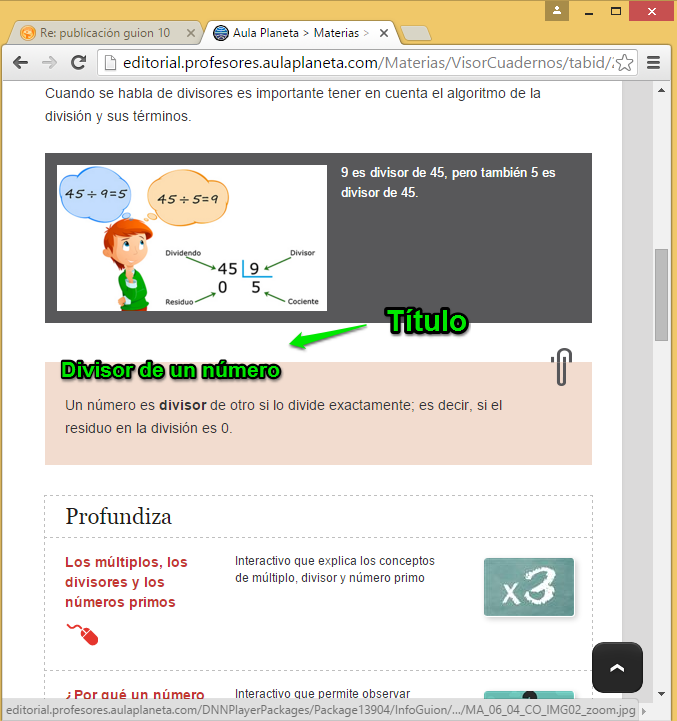 Re: publicación guion 10
Aula Planeta > Materias >
editorial.profesores.aulaplaneta.com/Materias/VisorCuadernos/tabid/
Cuando se habla de divisores es importante tener en cuenta el algoritmo de la
división y sus términos.
45 ÷ 9=5
45 ÷ 5=9
Dividendo
Divisor
45 9
0 5
Residuo
Cociente
9 es divisor de 45, pero también 5 es
divisor de 45.
Título
Divisor de un número
Un número es divisor de otro si lo divide exactamente; es decir, si el
residuo en la división es 0.
Profundiza
Los múltiplos, los
divisores y los
números primos
Interactivo que explica los conceptos
de múltiplo, divisor y número primo
x3
¿Por qué un número
Interactivo que permite observar
editorial.profesores.aulaplaneta.com/DNNPlayerPackages/Package13904/InfoGuion/.../MA_06_04_CO_IMG02_zoom.jpg